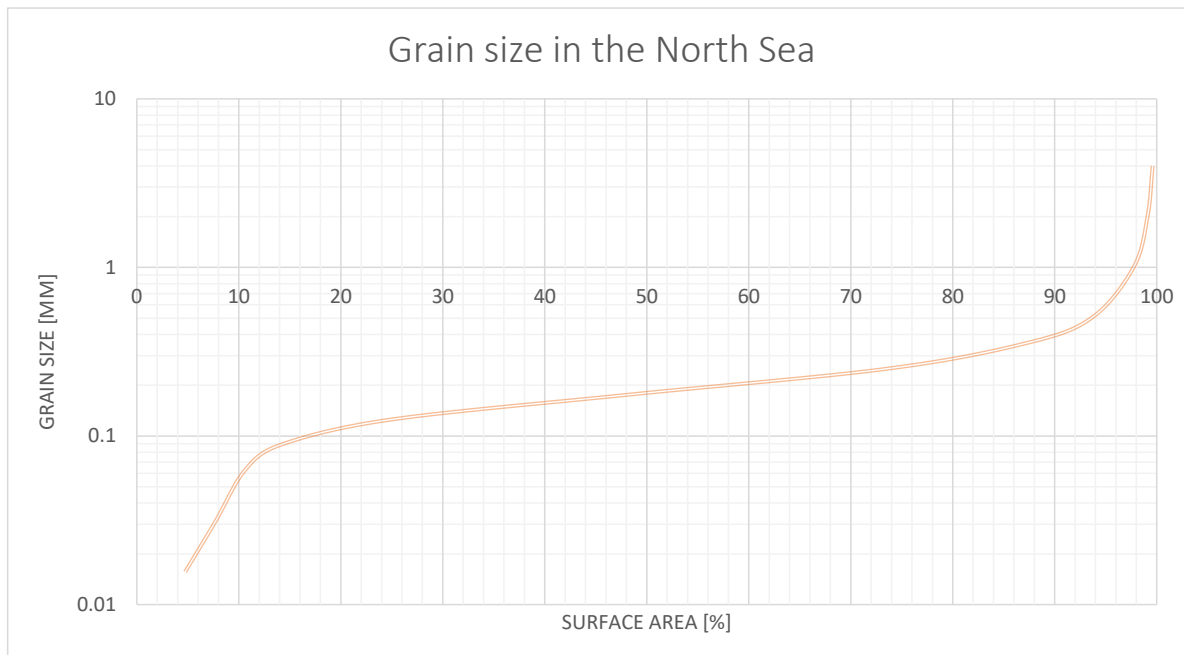 Grain size in the North Sea
10
1
0 10 20 30 40 50 60 70 80 90 100
0.1
0.01
GRAIN SIZE [MM]
SURFACE AREA [%]